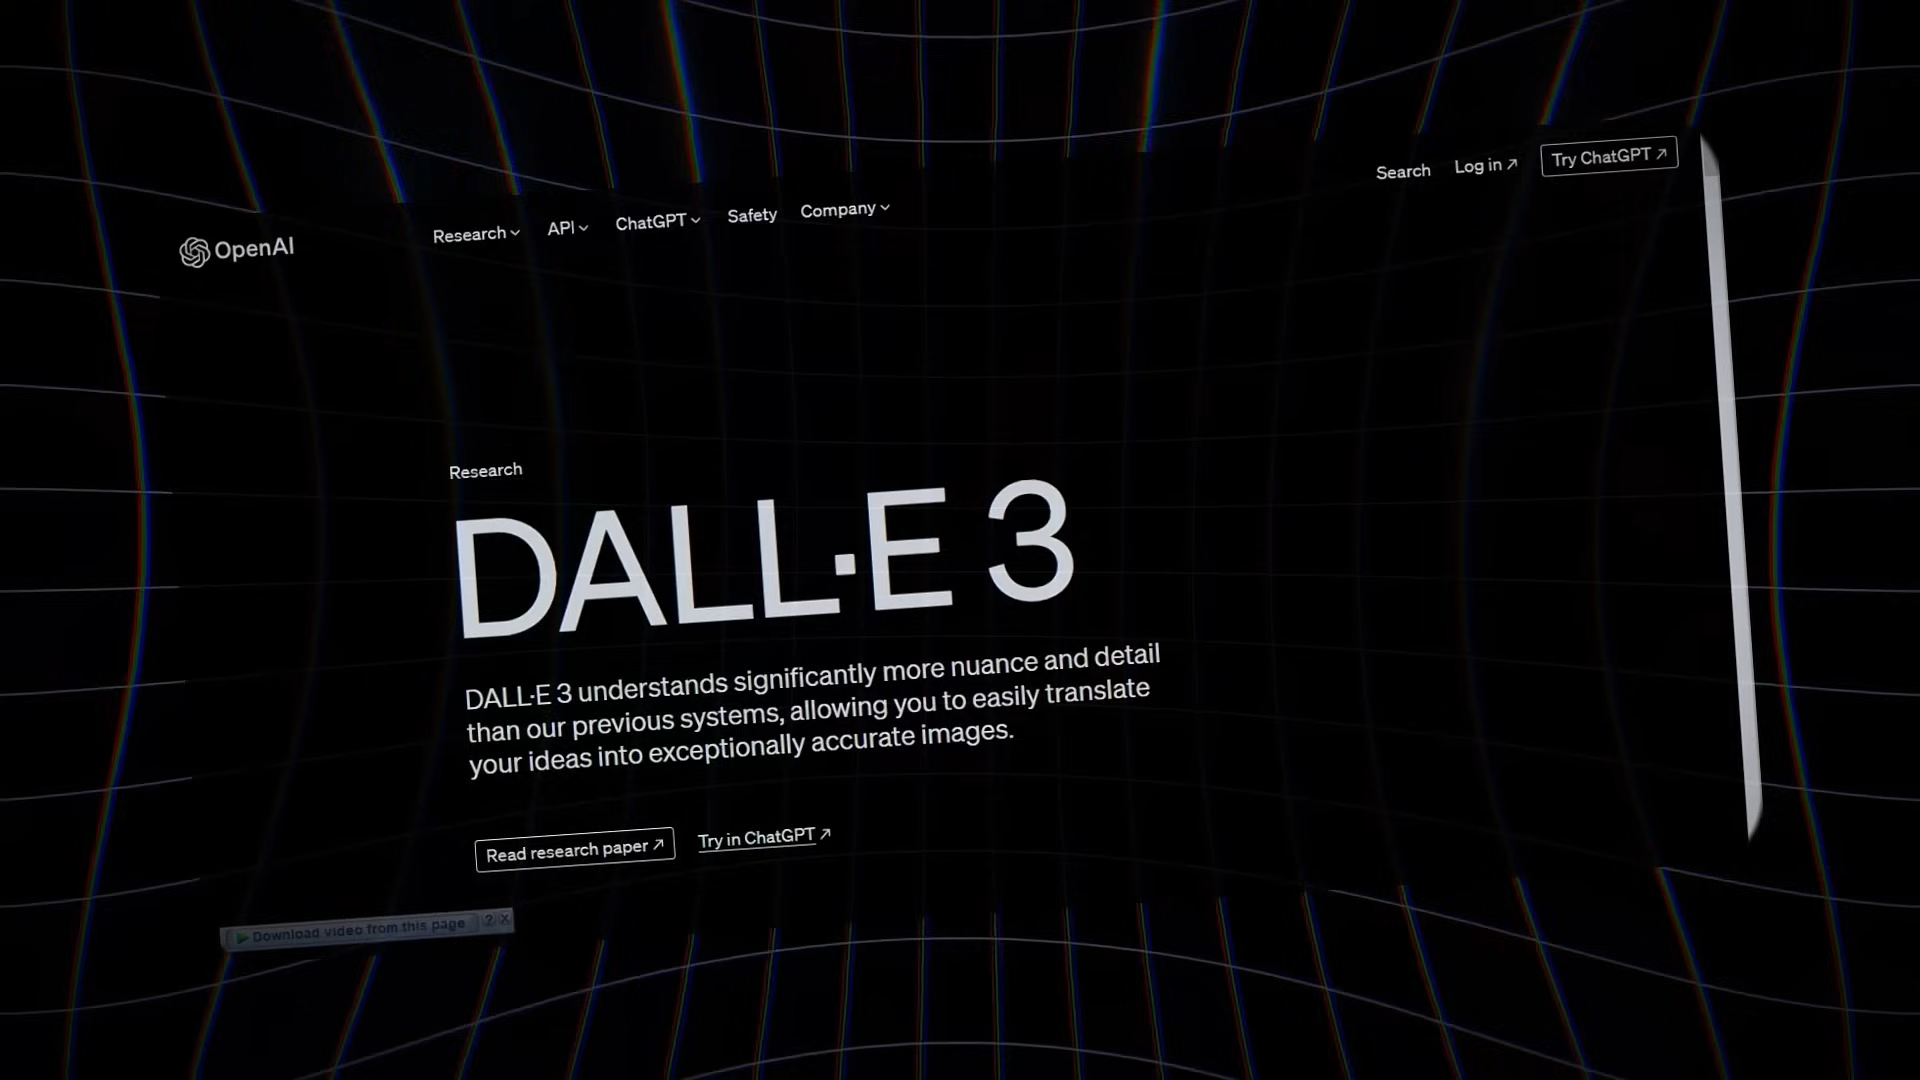 OpenAI
Research
API
ChatGPT
Safety
Company
Search
Log in ↗
Try ChatGPT ↗
Research
DALL·E 3
DALL·E 3 understands significantly more nuance and detail
than our previous systems, allowing you to easily translate
your ideas into exceptionally accurate images.
Read research paper ↗
Try in ChatGPT ↗
Download video from this page ? X